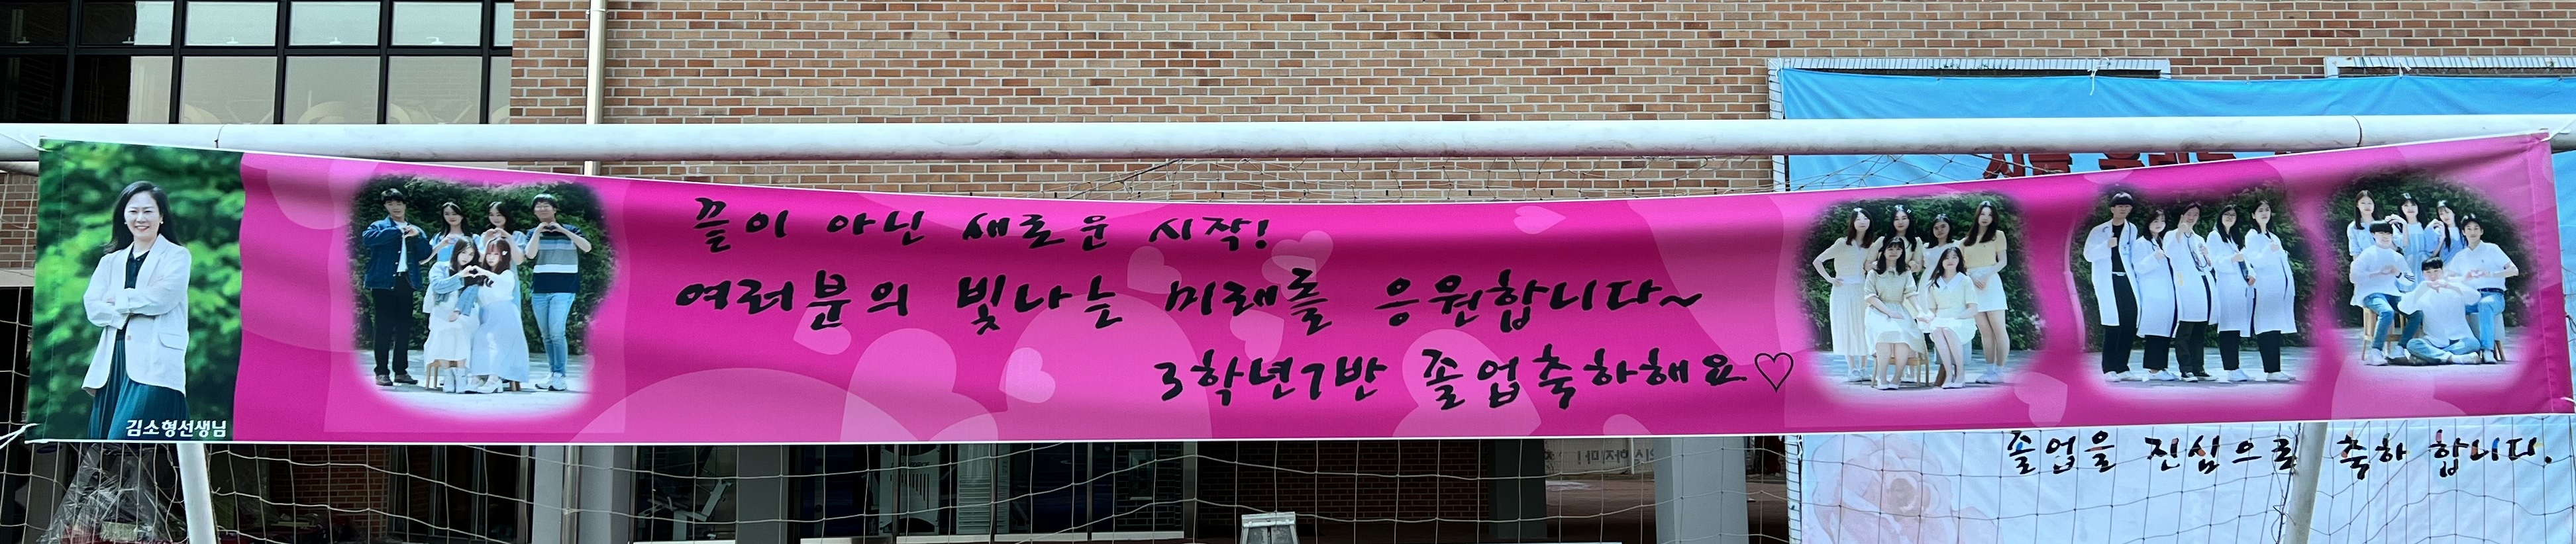 끝이 아닌 새로운 시작!
여러분의 빛나는 미래를 응원합니다~
3학년7반 졸업축하해요♡
김소형선생님
졸업을 진심으로 축하 합니다.